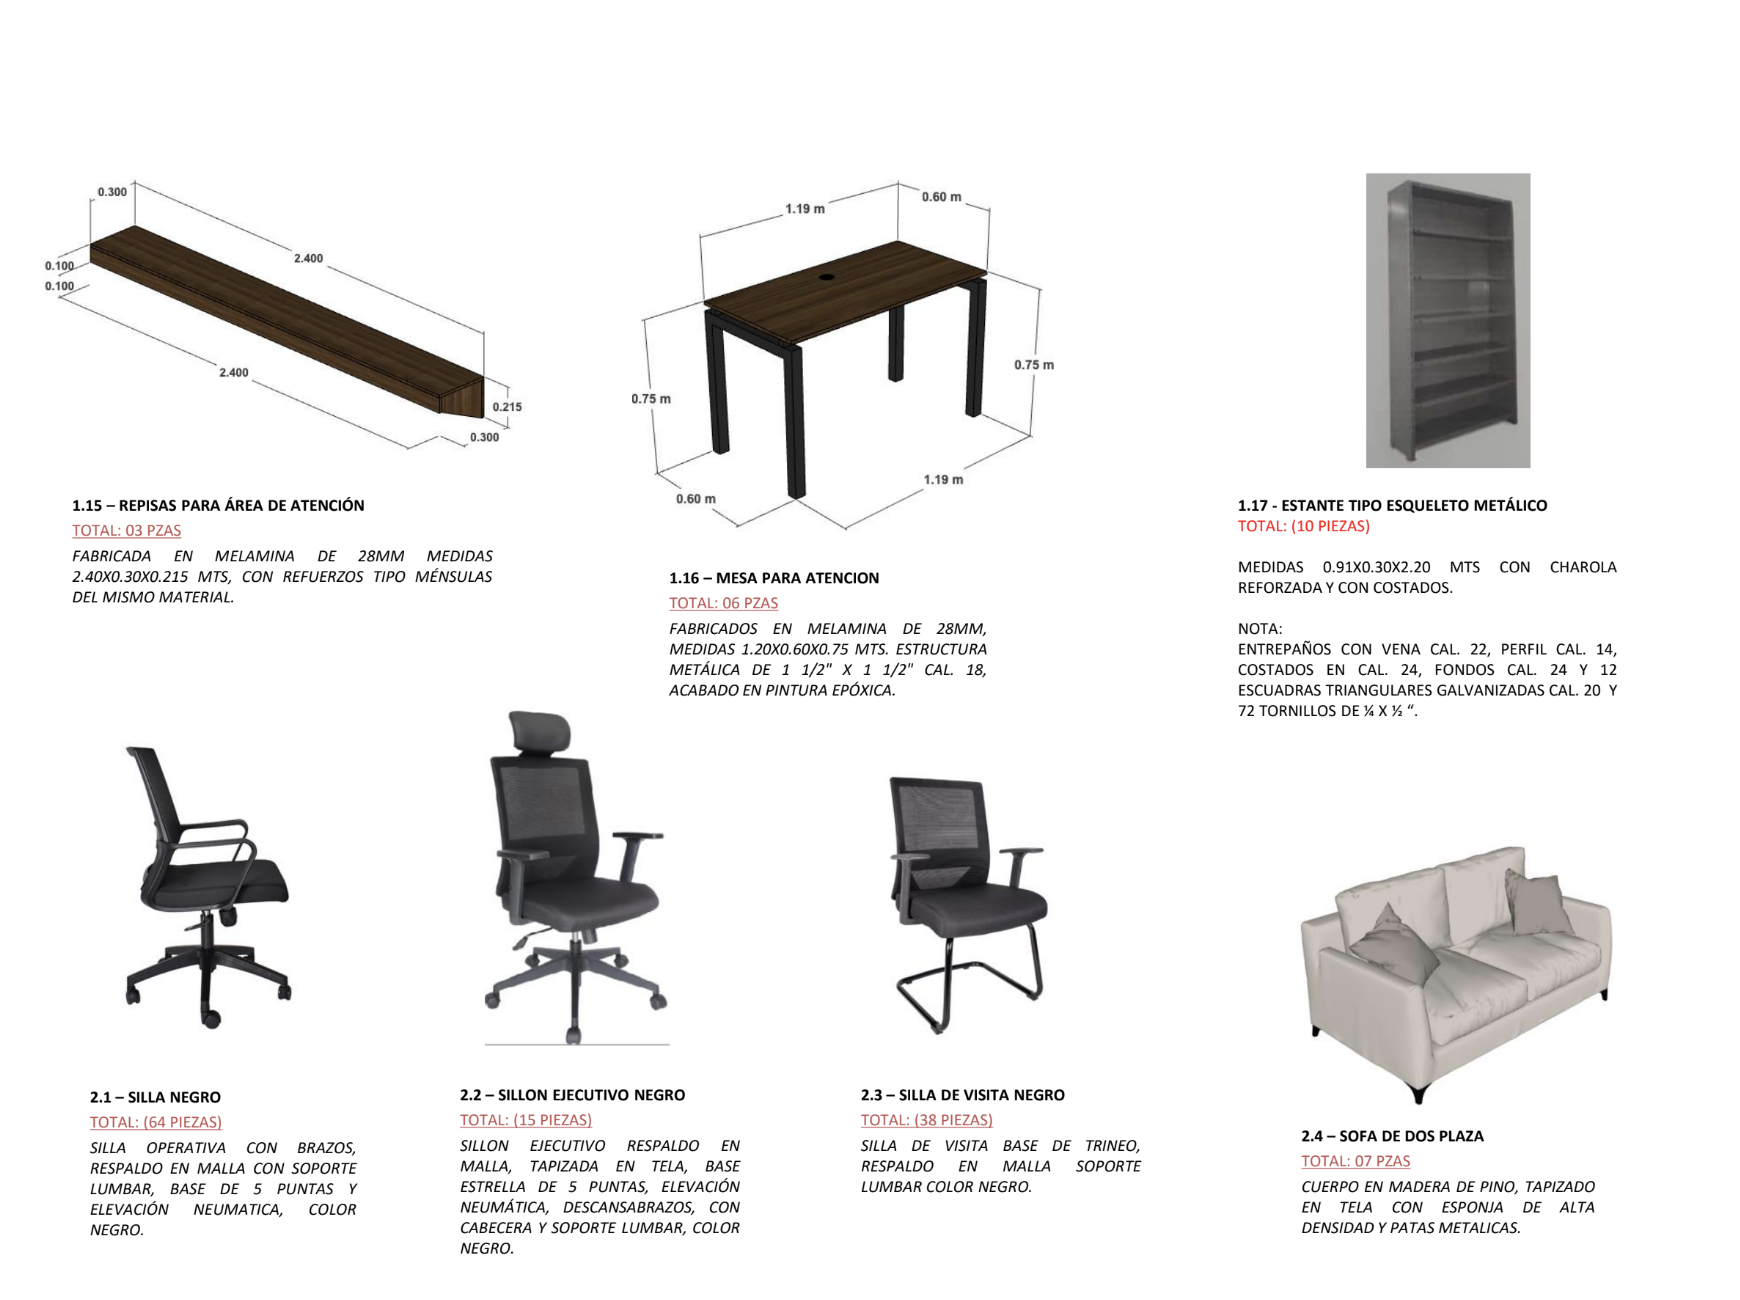 0.300
2.400
0.100
0.100
2.400
0.215
0.300
1.15 – REPISAS PARA ÁREA DE ATENCIÓN
TOTAL: 03 PZAS
FABRICADA EN MELAMINA DE 28MM MEDIDAS
2.40X0.30X0.215 MTS, CON REFUERZOS TIPO MÉNSULAS
DEL MISMO MATERIAL.
1.19 m
0.60 m
0.75 m
0.75 m
0.60 m
1.19 m
1.16 – MESA PARA ATENCION
TOTAL: 06 PZAS
FABRICADOS EN MELAMINA DE 28MM,
MEDIDAS 1.20X0.60X0.75 MTS. ESTRUCTURA
METÁLICA DE 1 1/2" X 1 1/2" CAL. 18,
ACABADO EN PINTURA EPÓXICA.
1.17 - ESTANTE TIPO ESQUELETO METÁLICO
TOTAL: (10 PIEZAS)
MEDIDAS 0.91X0.30X2.20 MTS CON CHAROLA
REFORZADA Y CON COSTADOS.
NOTA:
ENTREPAÑOS CON VENA CAL. 22, PERFIL CAL. 14,
COSTADOS EN CAL. 24, FONDOS CAL. 24 Y 12
ESCUADRAS TRIANGULARES GALVANIZADAS CAL. 20 Y
72 TORNILLOS DE ¼ X ½ “.
2.1 – SILLA NEGRO
TOTAL: (64 PIEZAS)
SILLA OPERATIVA CON BRAZOS,
RESPALDO EN MALLA CON SOPORTE
LUMBAR, BASE DE 5 PUNTAS Y
ELEVACIÓN NEUMATICA, COLOR
NEGRO.
2.2 – SILLON EJECUTIVO NEGRO
TOTAL: (15 PIEZAS)
SILLON EJECUTIVO RESPALDO EN
MALLA, TAPIZADA EN TELA, BASE
ESTRELLA DE 5 PUNTAS, ELEVACIÓN
NEUMÁTICA, DESCANSABRAZOS, CON
CABECERA Y SOPORTE LUMBAR, COLOR
NEGRO.
2.3 – SILLA DE VISITA NEGRO
TOTAL: (38 PIEZAS)
SILLA DE VISITA BASE DE TRINEO,
RESPALDO EN MALLA SOPORTE
LUMBAR COLOR NEGRO.
2.4 – SOFA DE DOS PLAZA
TOTAL: 07 PZAS
CUERPO EN MADERA DE PINO, TAPIZADO
EN TELA CON ESPONJA DE ALTA
DENSIDAD Y PATAS METALICAS.